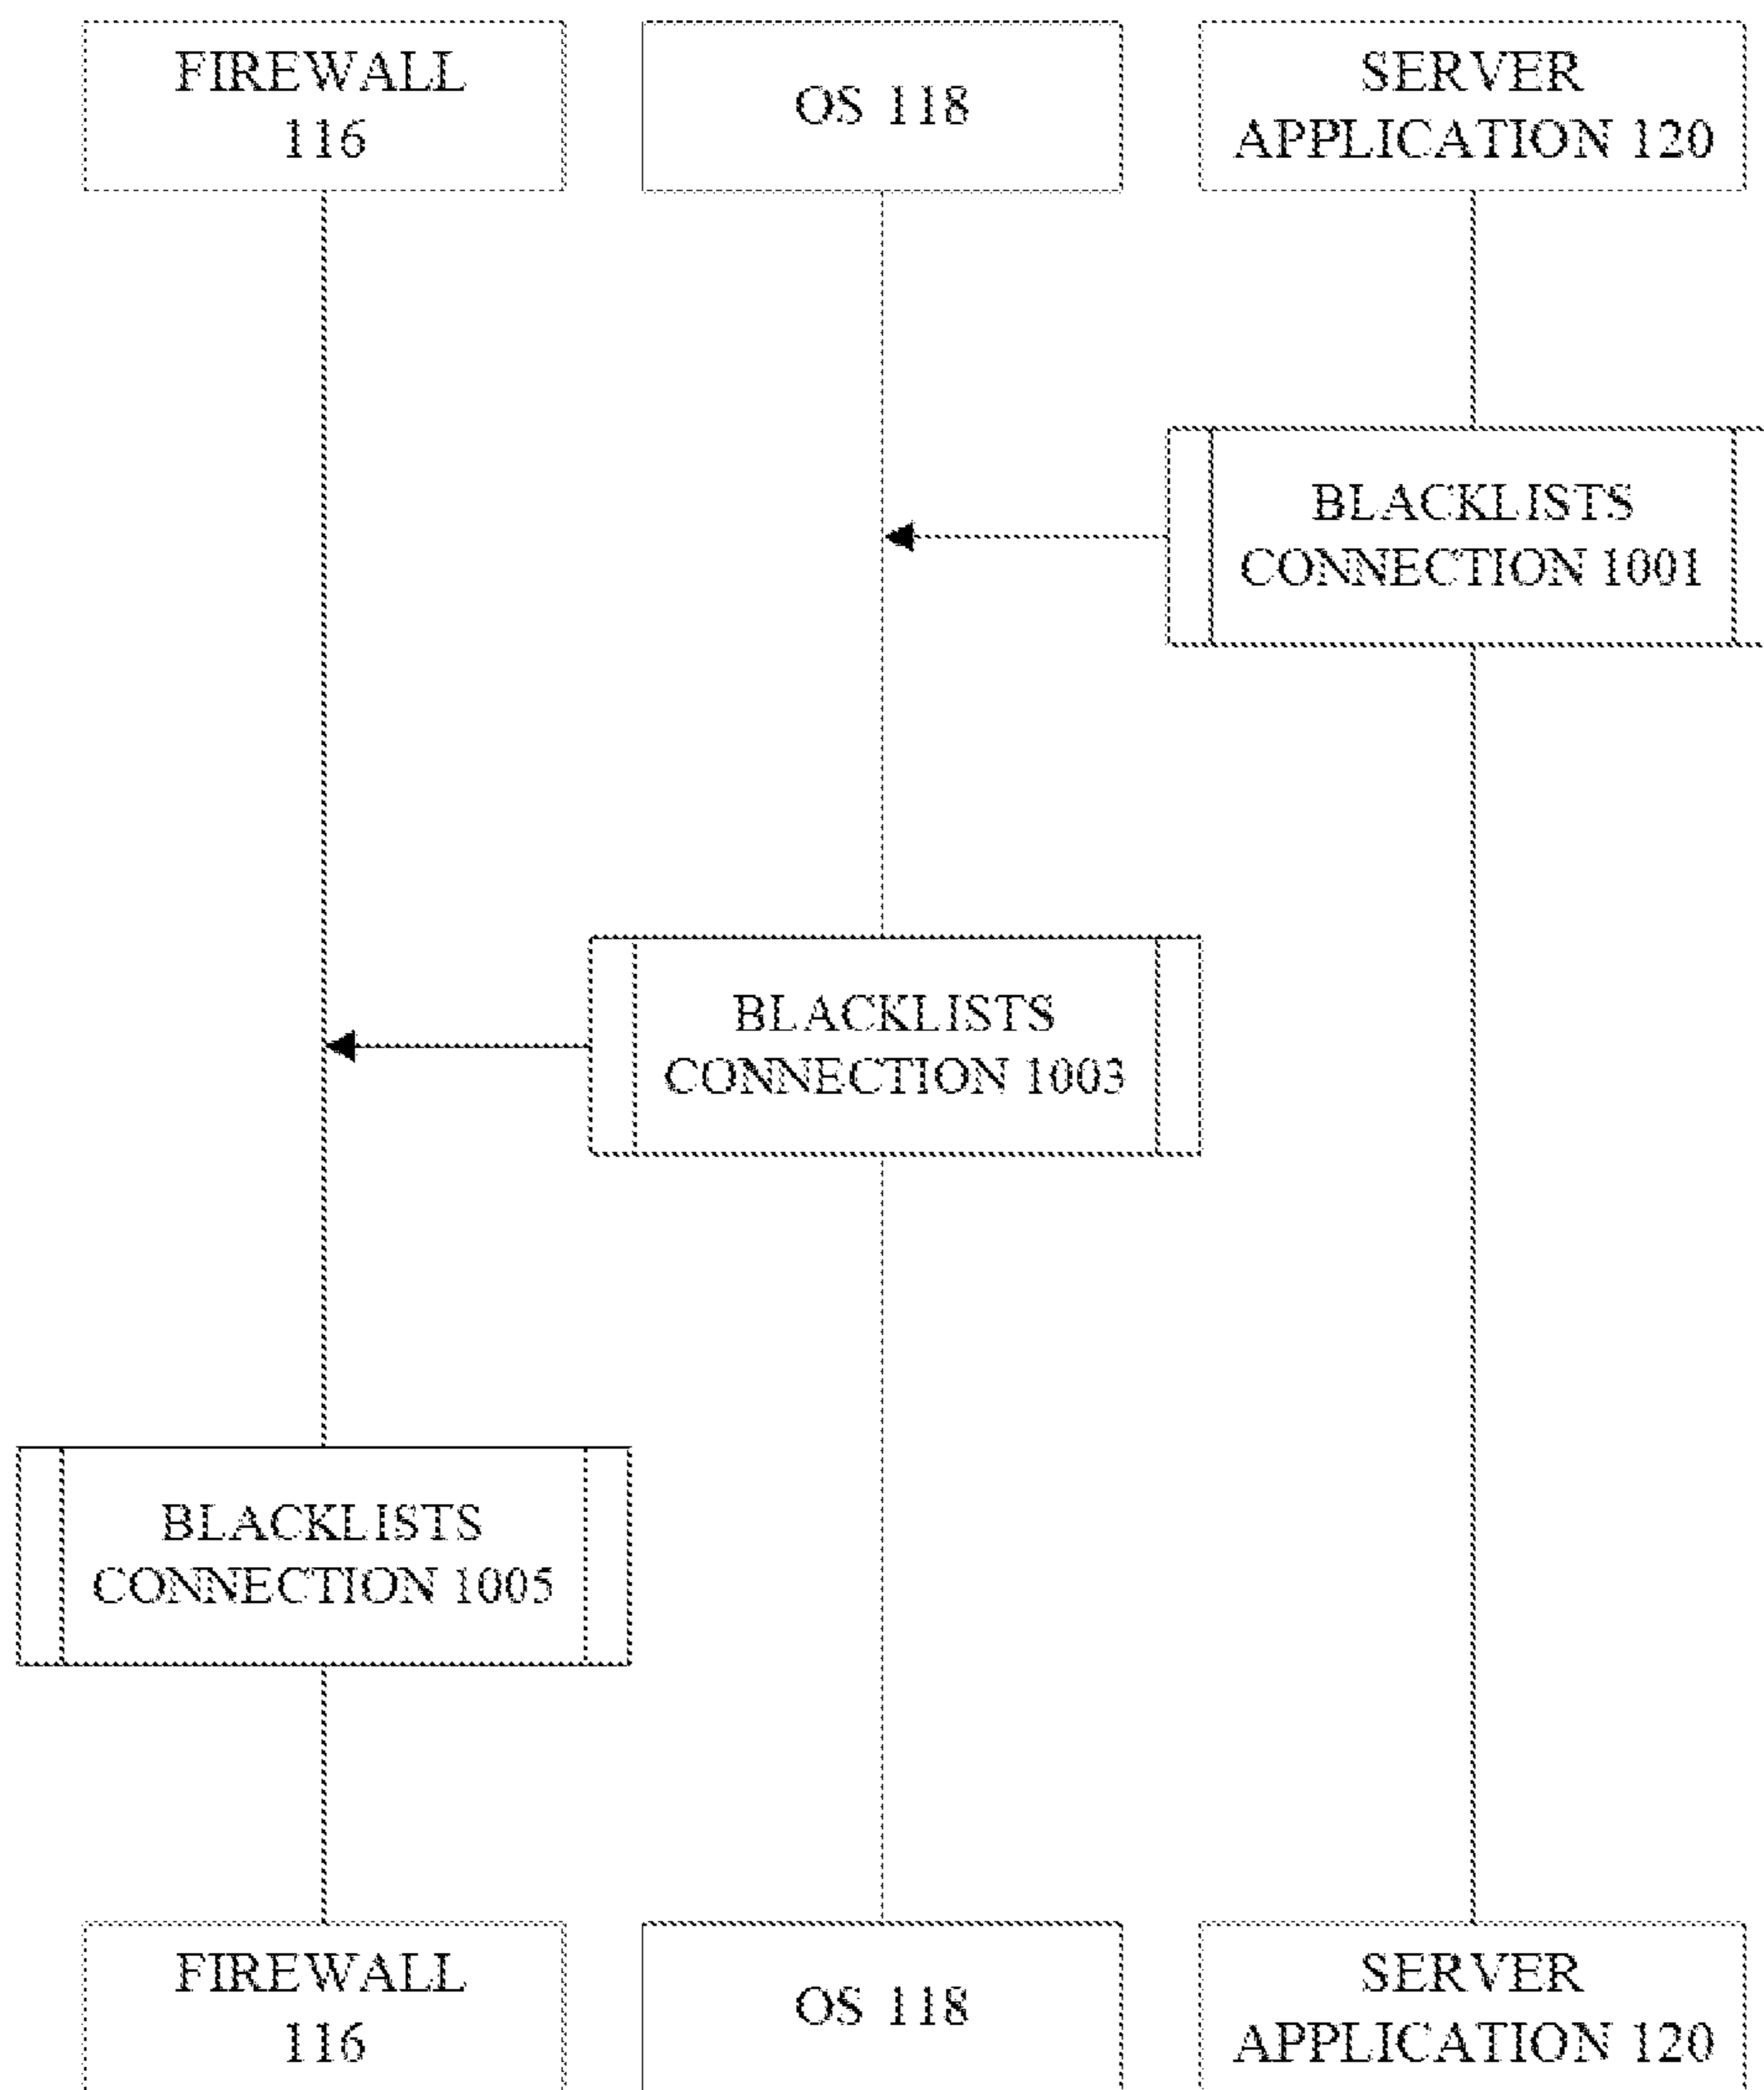 FIREWALL
116
OS 118
SERVER
APPLICATION 120
BLACKLISTS
CONNECTION 1001
BLACKLISTS
CONNECTION 1003
BLACKLISTS
CONNECTION 1005
FIREWALL
116
OS 118
SERVER
APPLICATION 120